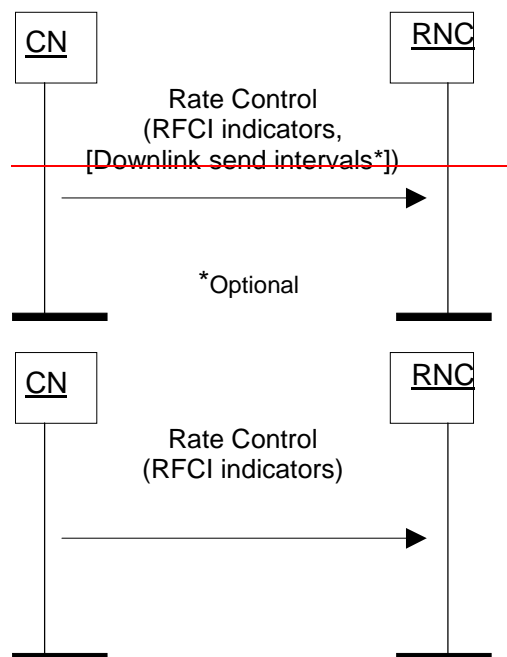 CN RNC
Rate Control
(RFCI indicators,
[Downlink send intervals*])
*Optional
CN RNC
Rate Control
(RFCI indicators)